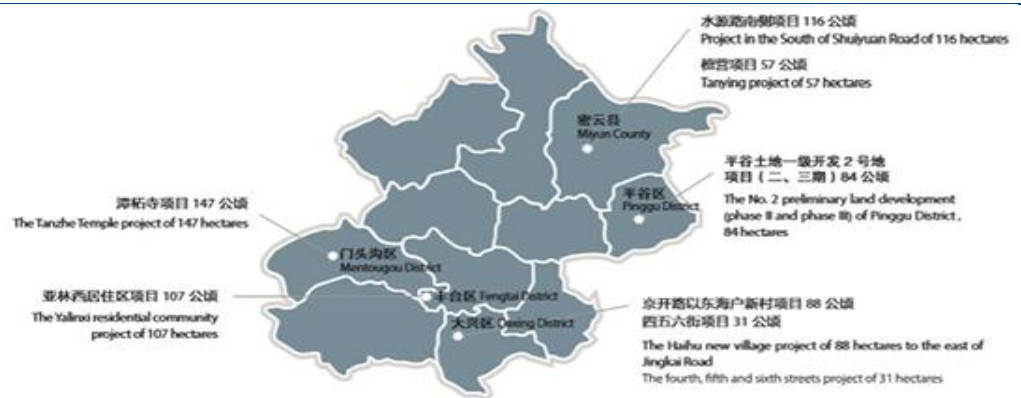 水源路南侧项目 116 公顷
Project in the South of Shuiyuan Road of 116 hectares
檀营项目 57 公顷
Tanying project of 57 hectares
密云县
Miyun County
平谷土地一级开发 2 号地
项目（二、三期）84 公顷
The No. 2 preliminary land development
(phase II and phase III) of Pinggu District ,
84 hectares
平谷区
Pinggu District
潭柘寺项目 147 公顷
The Tanzhe Temple project of 147 hectares
门头沟区
Mentougou District
亚林西居住区项目 107 公顷
The Yalinxi residential community
project of 107 hectares
丰台区 Fengtai District
大兴区 Daxing District
京开路以东海户新村项目 88 公顷
四五六街项目 31 公顷
The Haihu new village project of 88 hectares to the east of
Jingkai Road
The fourth, fifth and sixth streets project of 31 hectares